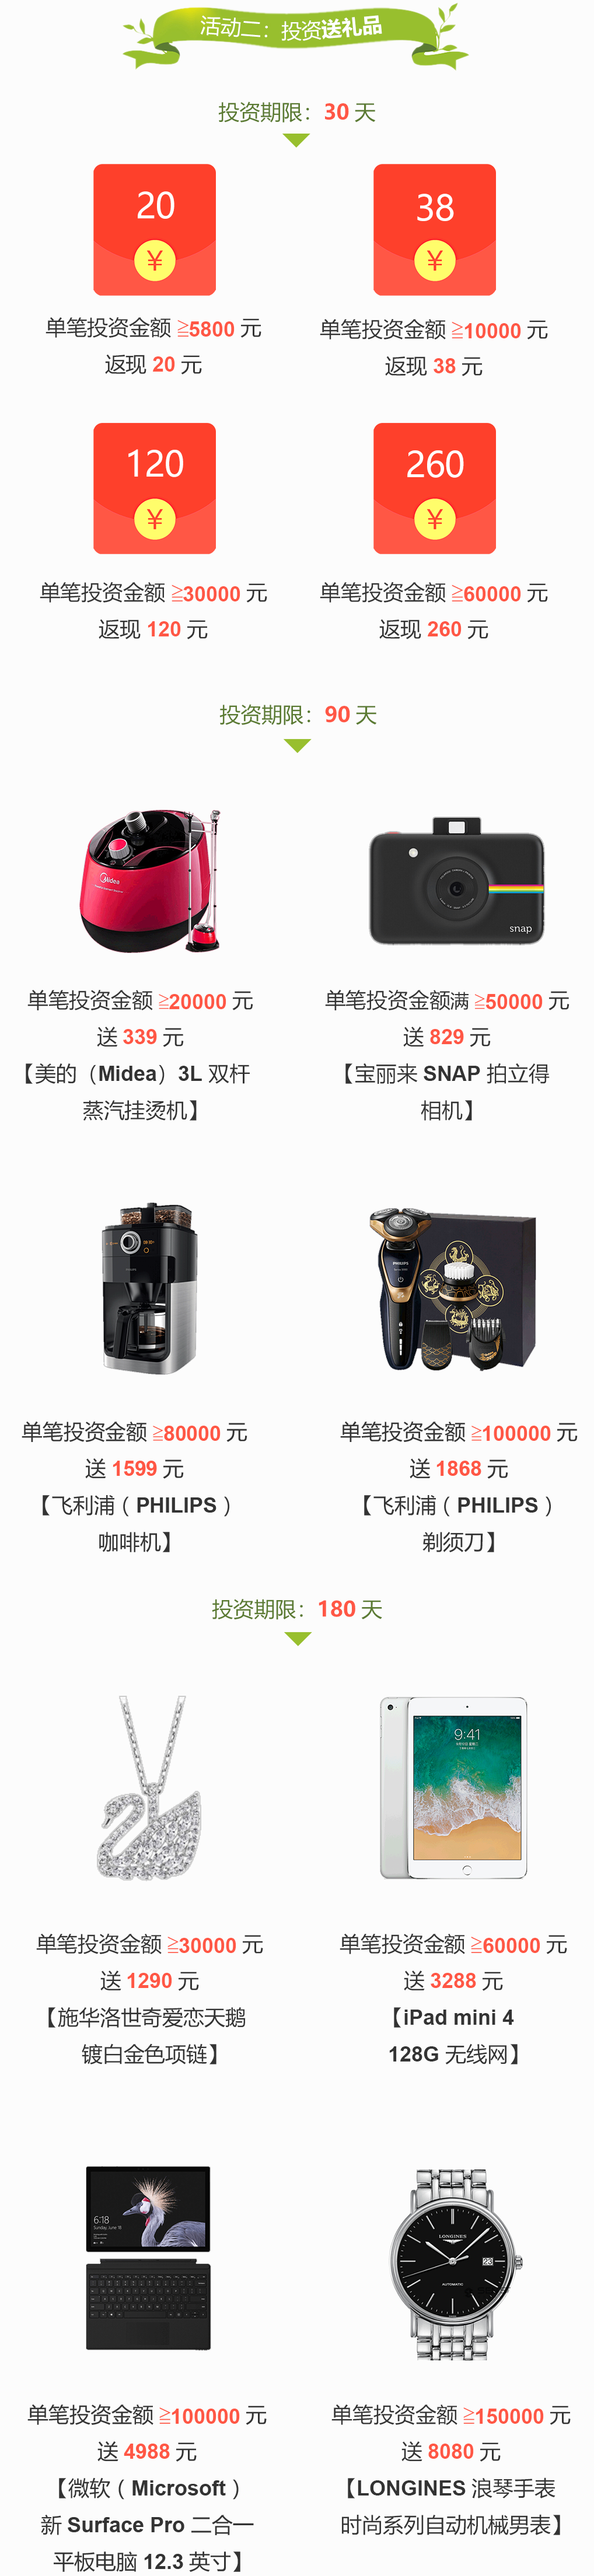 活动二：投资送礼品
投资期限：30 天
20
¥
38
¥
单笔投资金额 ≧5800 元
返现 20 元
单笔投资金额 ≧10000 元
返现 38 元
120
¥
260
¥
单笔投资金额 ≧30000 元
返现 120 元
单笔投资金额 ≧60000 元
返现 260 元
投资期限：90 天
Midea
snap
单笔投资金额 ≧20000 元
送 339 元
【美的（Midea）3L 双杆
蒸汽挂烫机】
单笔投资金额满 ≧50000 元
送 829 元
【宝丽来 SNAP 拍立得
相机】
PHILIPS
单笔投资金额 ≧80000 元
送 1599 元
【飞利浦（PHILIPS）
咖啡机】
单笔投资金额 ≧100000 元
送 1868 元
【飞利浦（PHILIPS）
剃须刀】
投资期限：180 天
9:41
单笔投资金额 ≧30000 元
送 1290 元
【施华洛世奇爱恋天鹅
镀白金色项链】
单笔投资金额 ≧60000 元
送 3288 元
【iPad mini 4
128G 无线网】
6:18
Sunday, June 18
LONGINES
23
AUTOMATIC
单笔投资金额 ≧100000 元
送 4988 元
【微软（Microsoft）
新 Surface Pro 二合一
平板电脑 12.3 英寸】
单笔投资金额 ≧150000 元
送 8080 元
【LONGINES 浪琴手表
时尚系列自动机械男表】